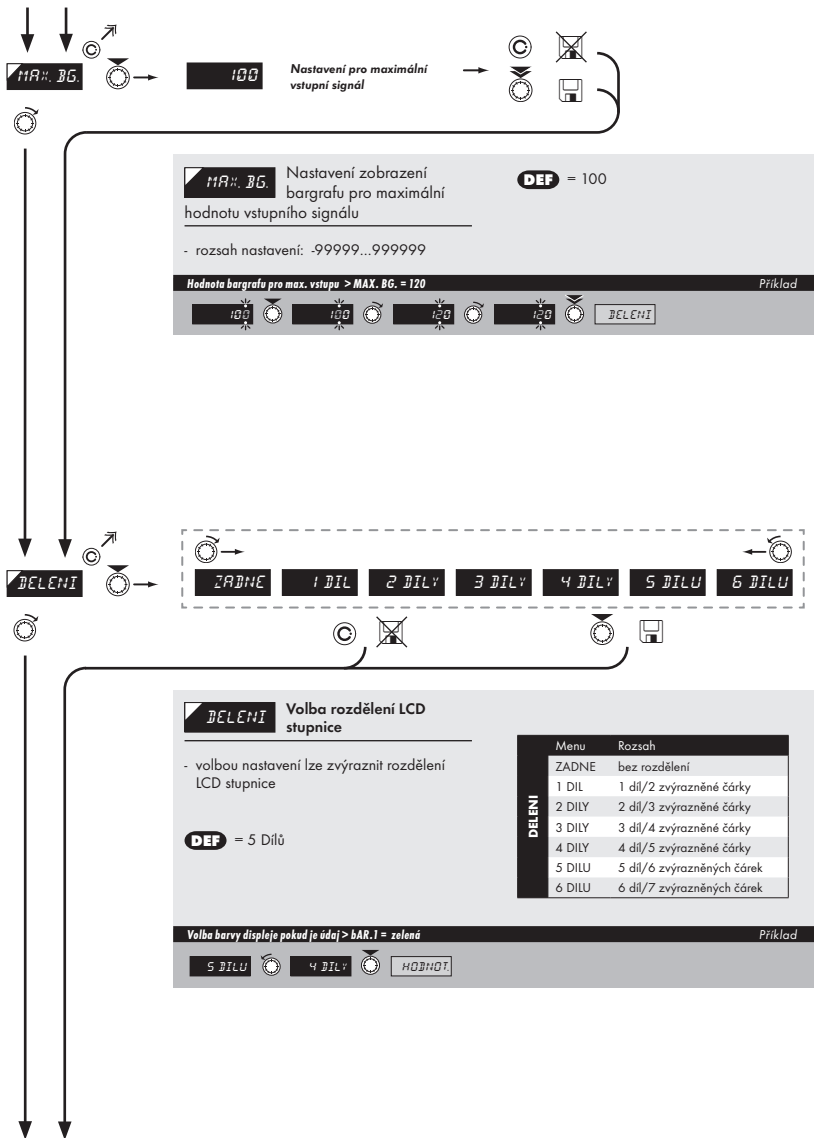 MAX. BG.
100
Nastavení pro maximální
vstupní signál
MAX. BG.
Nastavení zobrazení
bargrafu pro maximální
hodnotu vstupního signálu
DEF = 100
- rozsah nastavení: -99999...999999
Hodnota bargrafu pro max. vstupu > MAX. BG. = 120
Příklad
100 100 120 120 DELENI
DELENI
ZADNE 1 DIL 2 DILY 3 DILY 4 DILY 5 DILU 6 DILU
DELENI
Volba rozdělení LCD
stupnice
- volbou nastavení lze zvýraznit rozdělení
LCD stupnice
DEF = 5 Dílů
DELENI
Menu Rozsah
ZADNE bez rozdělení
1 DIL 1 díl/2 zvýrazněné čárky
2 DILY 2 díl/3 zvýrazněné čárky
3 DILY 3 díl/4 zvýrazněné čárky
4 DILY 4 díl/5 zvýrazněné čárky
5 DILU 5 díl/6 zvýrazněných čárek
6 DILU 6 díl/7 zvýrazněných čárek
Volba barvy displeje pokud je údaj > bAR.1 = zelená
Příklad
5 DILU 4 DILY HODNOT.